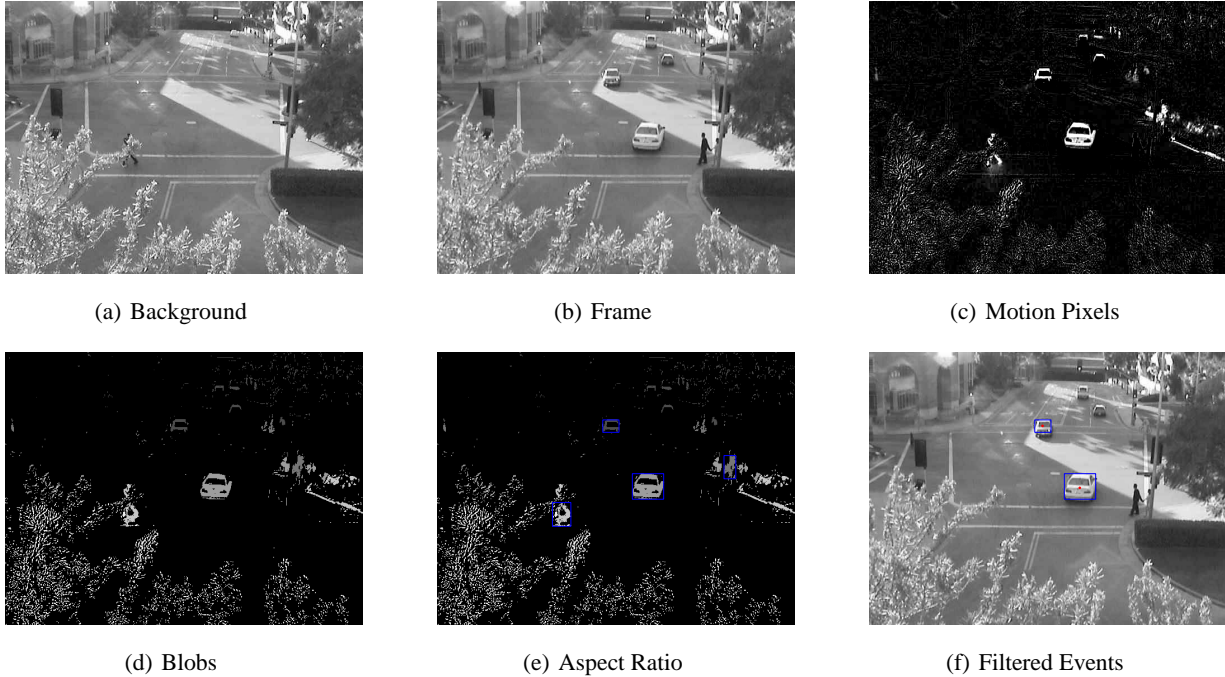 (a) Background
(b) Frame
(c) Motion Pixels
(d) Blobs
(e) Aspect Ratio
(f) Filtered Events